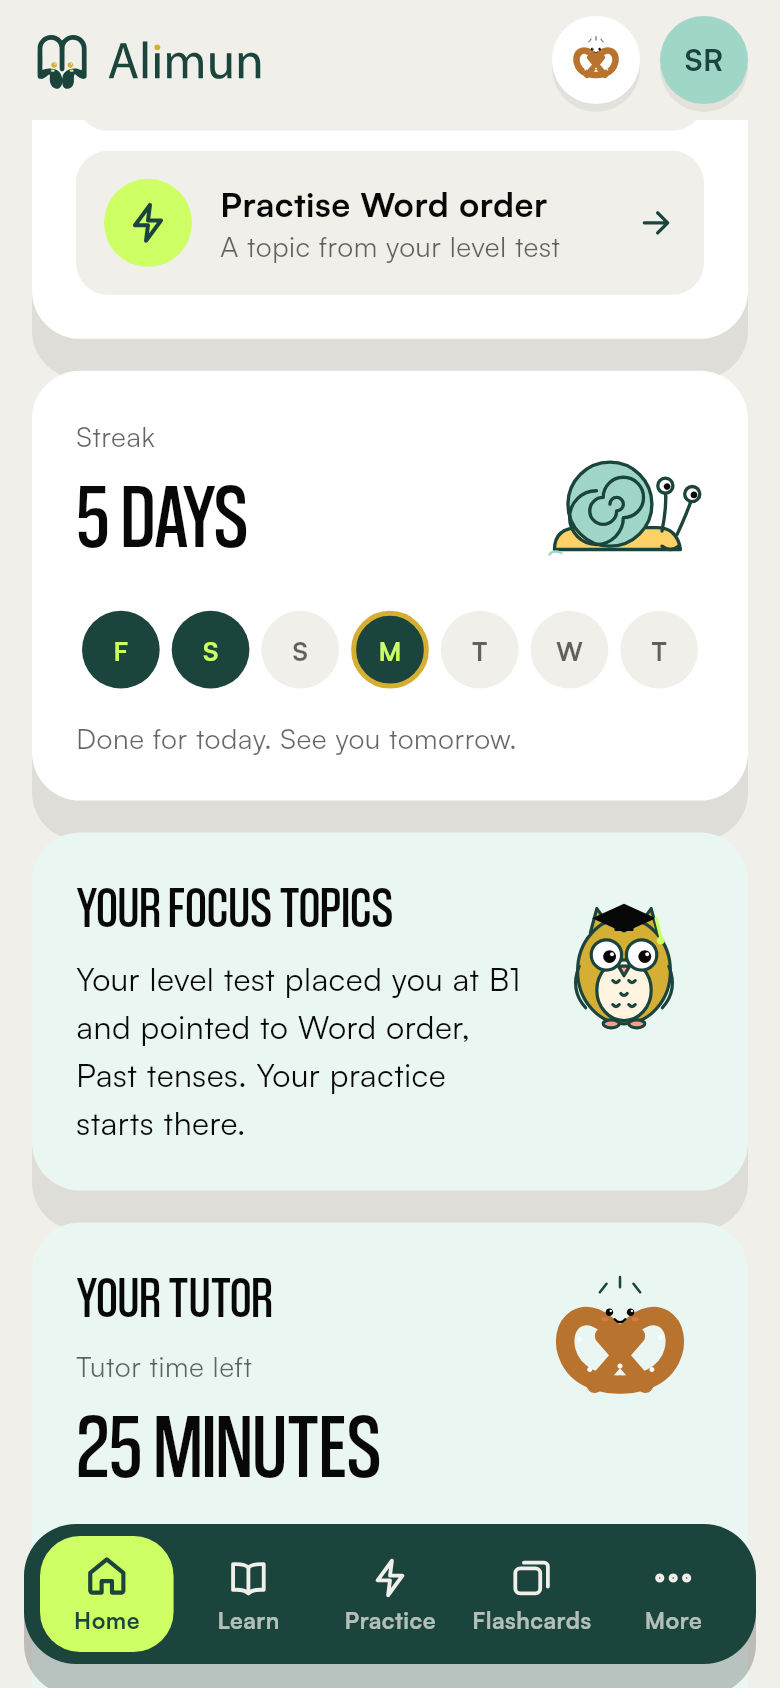 Alimun
SR
Practise Word order
A topic from your level test
Streak
5 DAYS
F S S M T W T
Done for today. See you tomorrow.
YOUR FOCUS TOPICS
Your level test placed you at B1
and pointed to Word order,
Past tenses. Your practice
starts there.
YOUR TUTOR
Tutor time left
25 MINUTES
Home Learn Practice Flashcards More